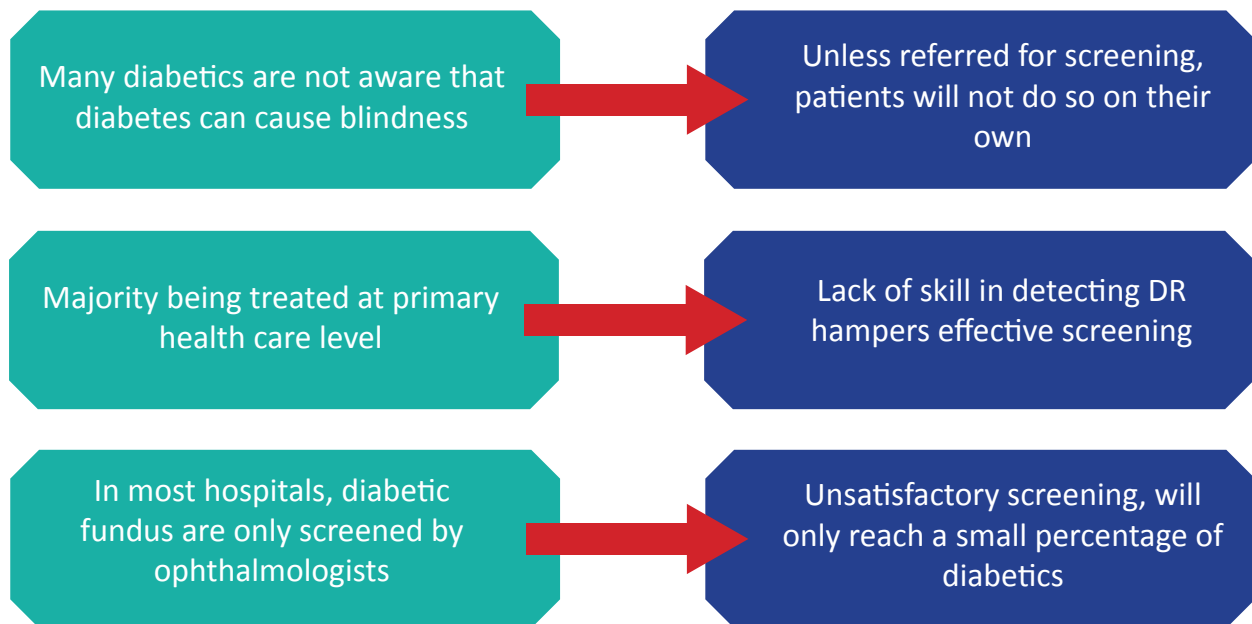 Many diabetics are not aware that
diabetes can cause blindness
Unless referred for screening,
patients will not do so on their
own
Majority being treated at primary
health care level
Lack of skill in detecting DR
hampers effective screening
In most hospitals, diabetic
fundus are only screened by
ophthalmologists
Unsatisfactory screening, will
only reach a small percentage of
diabetics